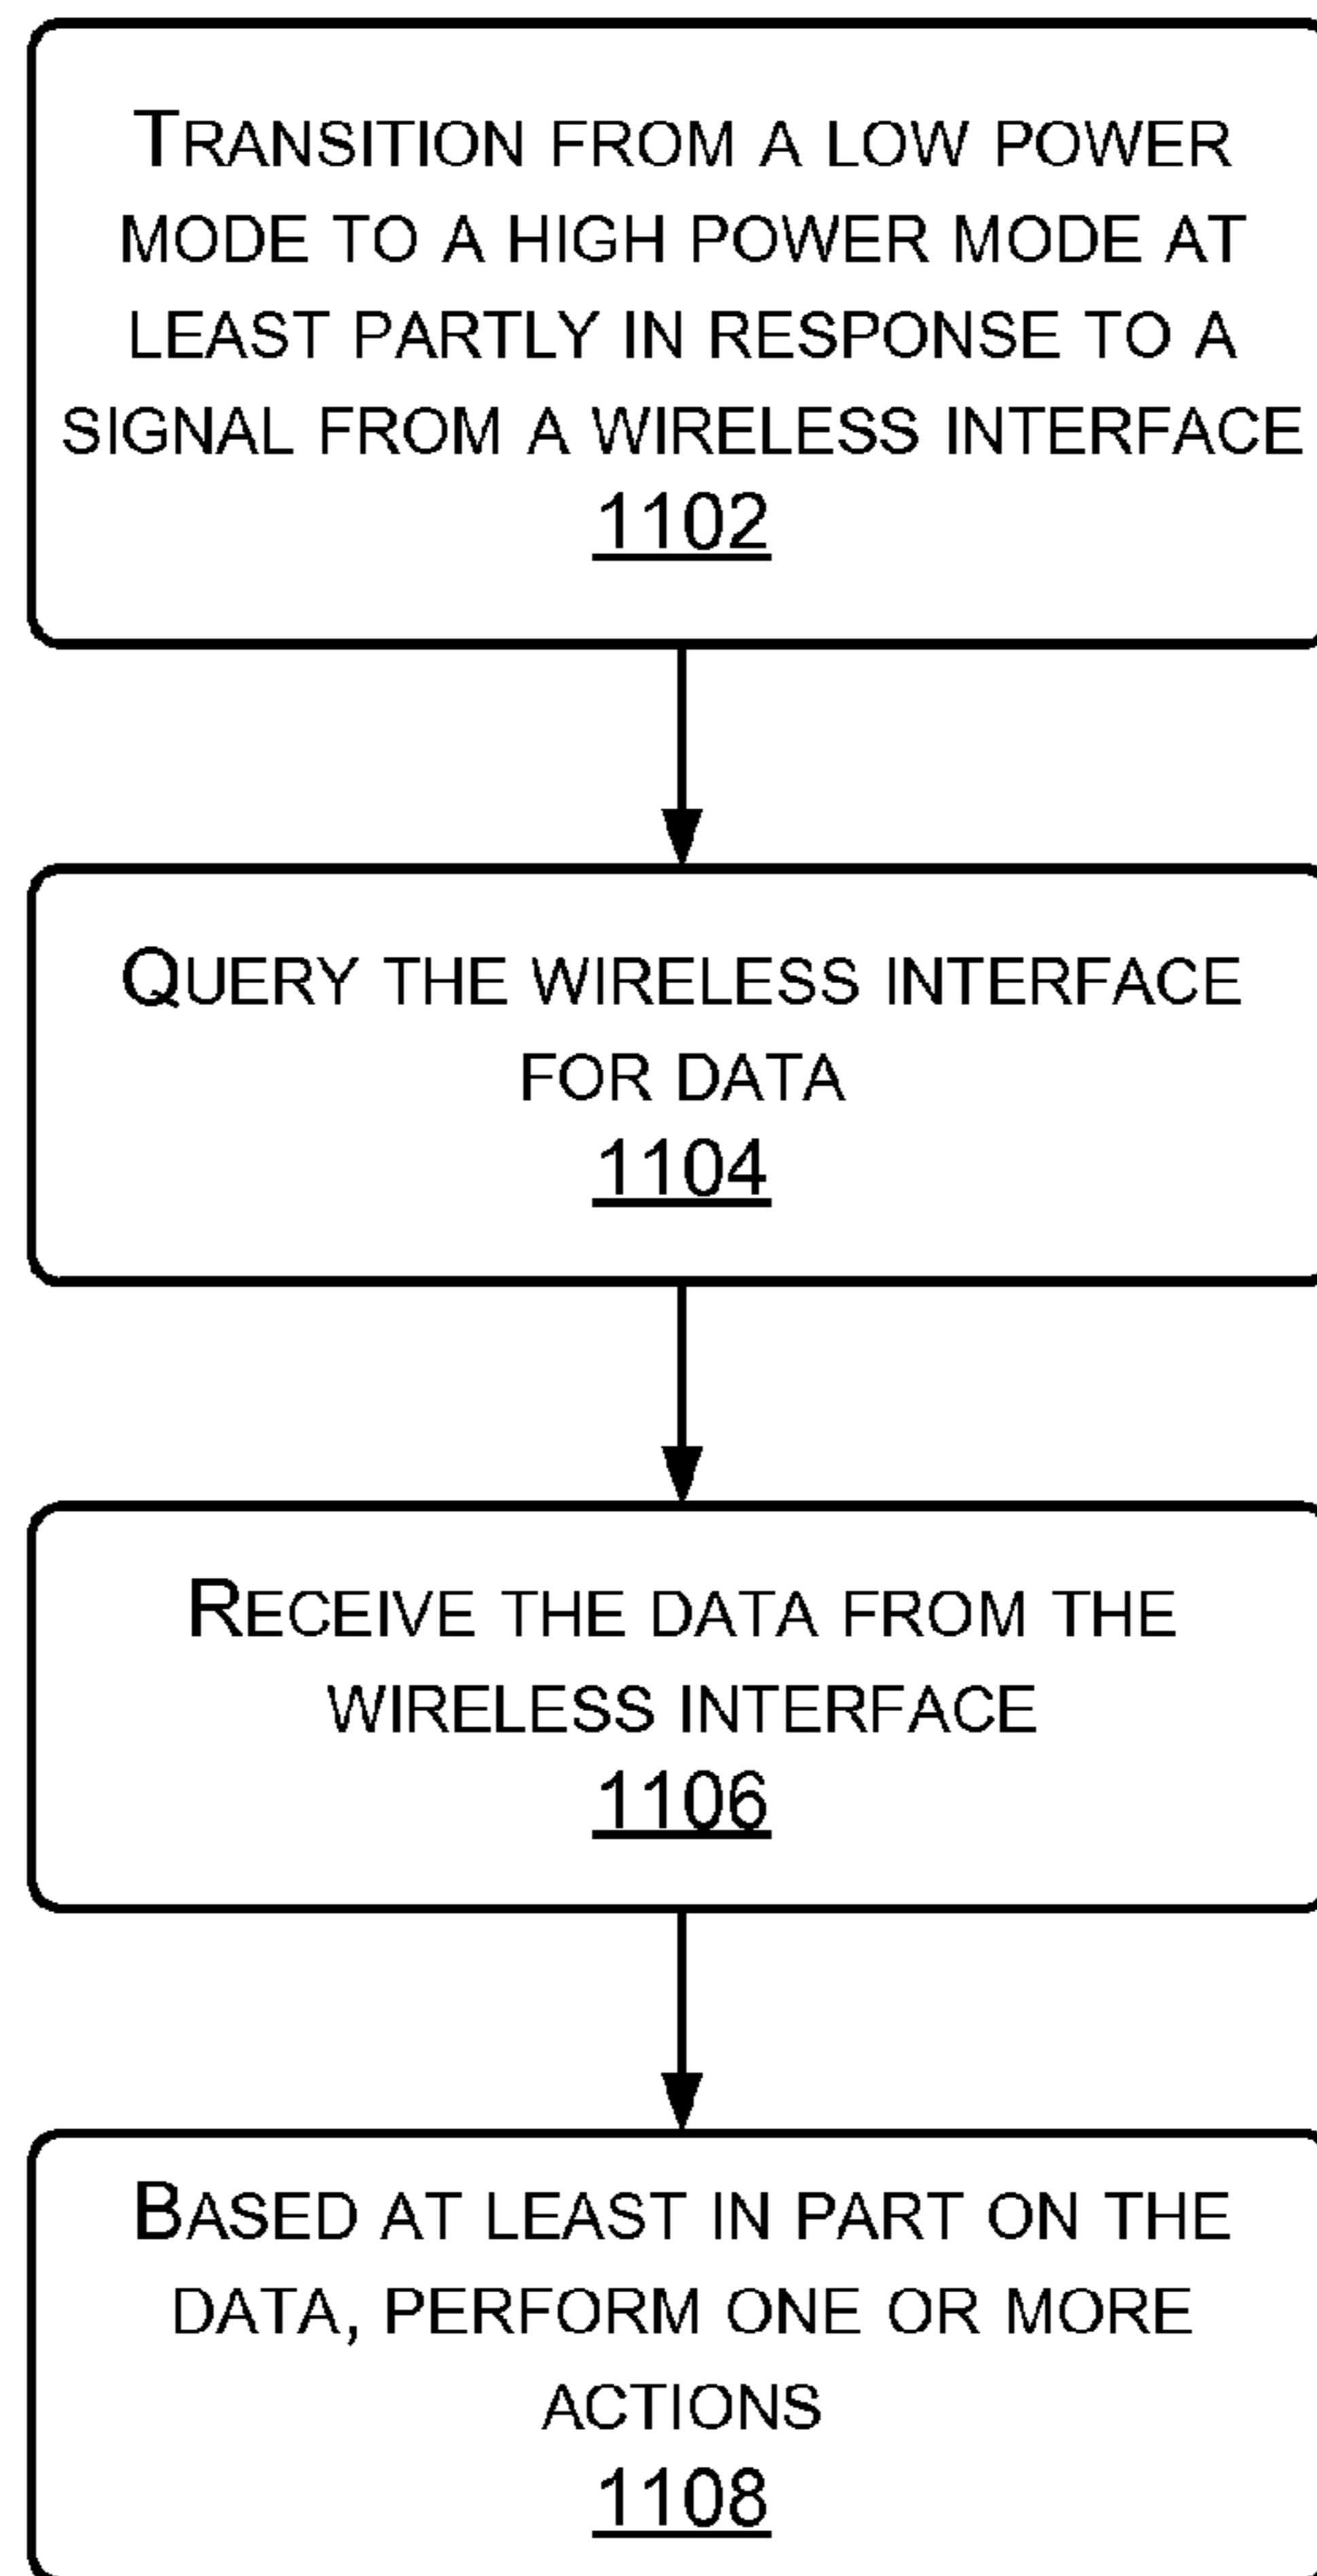 TRANSITION FROM A LOW POWER
MODE TO A HIGH POWER MODE AT
LEAST PARTLY IN RESPONSE TO A
SIGNAL FROM A WIRELESS INTERFACE
1102
QUERY THE WIRELESS INTERFACE
FOR DATA
1104
RECEIVE THE DATA FROM THE
WIRELESS INTERFACE
1106
BASED AT LEAST IN PART ON THE
DATA, PERFORM ONE OR MORE
ACTIONS
1108